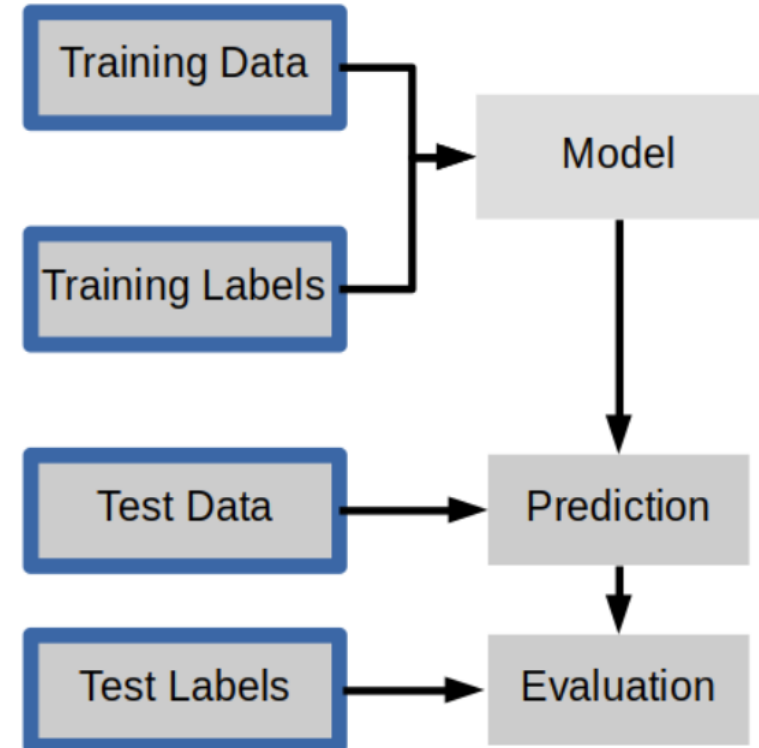 Training Data
Model
Training Labels
Test Data
Prediction
Test Labels
Evaluation